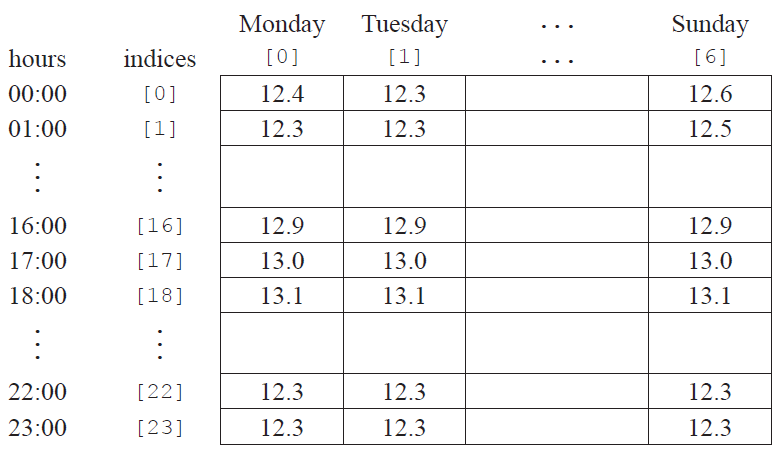 Monday Tuesday ... Sunday
hours indices [0] [1] ... [6]
00:00 [0] 12.4 12.3 12.6
01:00 [1] 12.3 12.3 12.5
⋮ ⋮
16:00 [16] 12.9 12.9 12.9
17:00 [17] 13.0 13.0 13.0
18:00 [18] 13.1 13.1 13.1
⋮ ⋮
22:00 [22] 12.3 12.3 12.3
23:00 [23] 12.3 12.3 12.3